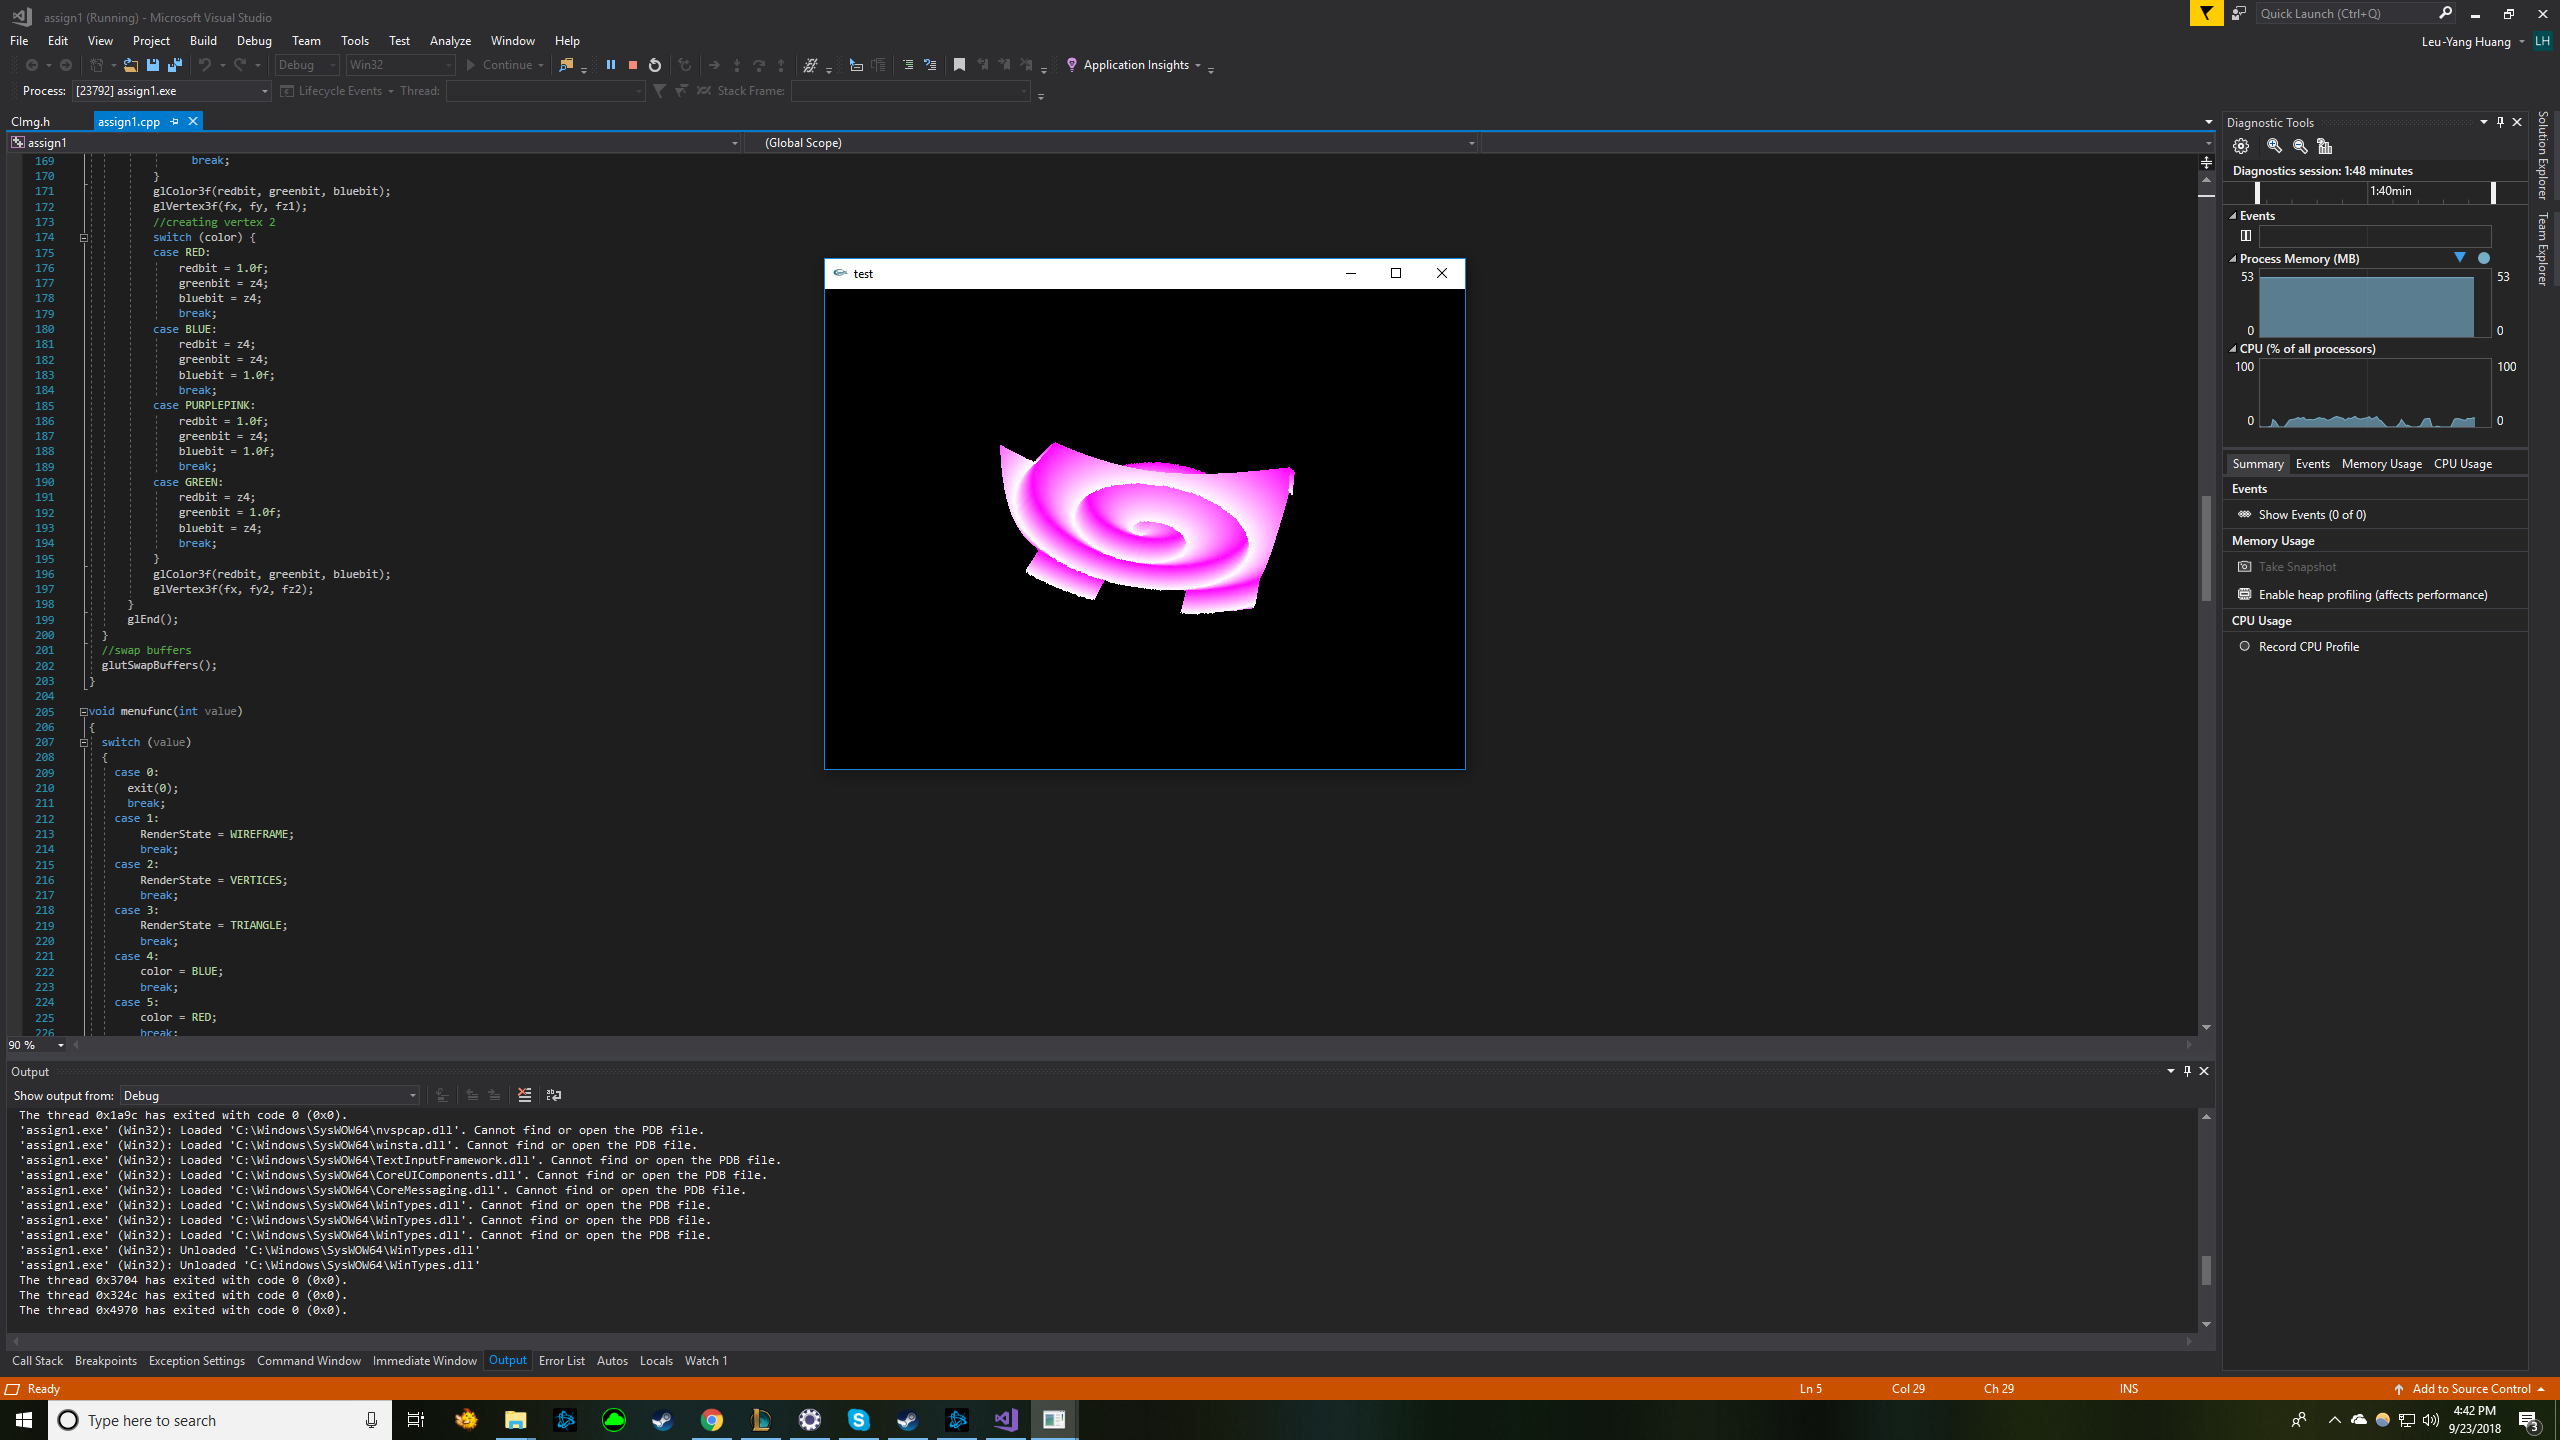 assign1 (Running) - Microsoft Visual Studio
Quick Launch (Ctrl+Q)
File Edit View Project Build Debug Team Tools Test Analyze Window Help
Leu-Yang Huang LH
Debug Win32 Continue Application Insights
Process: [23792] assign1.exe Lifecycle Events Thread: Stack Frame:
CImg.h assign1.cpp
assign1 (Global Scope)
169 break;
170 }
171 glColor3f(redbit, greenbit, bluebit);
172 glVertex3f(fx, fy, fz1);
173 //creating vertex 2
174 switch (color) {
175 case RED:
176 redbit = 1.0f;
177 greenbit = z4;
178 bluebit = z4;
179 break;
180 case BLUE:
181 redbit = z4;
182 greenbit = z4;
183 bluebit = 1.0f;
184 break;
185 case PURPLEPINK:
186 redbit = 1.0f;
187 greenbit = z4;
188 bluebit = 1.0f;
189 break;
190 case GREEN:
191 redbit = z4;
192 greenbit = 1.0f;
193 bluebit = z4;
194 break;
195 }
196 glColor3f(redbit, greenbit, bluebit);
197 glVertex3f(fx, fy2, fz2);
198 }
199 glEnd();
200 }
201 //swap buffers
202 glutSwapBuffers();
203 }
204
205 void menufunc(int value)
206 {
207 switch (value)
208 {
209 case 0:
210 exit(0);
211 break;
212 case 1:
213 RenderState = WIREFRAME;
214 break;
215 case 2:
216 RenderState = VERTICES;
217 break;
218 case 3:
219 RenderState = TRIANGLE;
220 break;
221 case 4:
222 color = BLUE;
223 break;
224 case 5:
225 color = RED;
226 break;
90 %
test
Diagnostic Tools
Diagnostics session: 1:48 minutes
1:40min
Events
Process Memory (MB)
53 53
0 0
CPU (% of all processors)
100 100
0 0
Summary Events Memory Usage CPU Usage
Events
Show Events (0 of 0)
Memory Usage
Take Snapshot
Enable heap profiling (affects performance)
CPU Usage
Record CPU Profile
Solution Explorer
Team Explorer
Output
Show output from: Debug
The thread 0x1a9c has exited with code 0 (0x0).
'assign1.exe' (Win32): Loaded 'C:\Windows\SysWOW64\nvspcap.dll'. Cannot find or open the PDB file.
'assign1.exe' (Win32): Loaded 'C:\Windows\SysWOW64\winsta.dll'. Cannot find or open the PDB file.
'assign1.exe' (Win32): Loaded 'C:\Windows\SysWOW64\TextInputFramework.dll'. Cannot find or open the PDB file.
'assign1.exe' (Win32): Loaded 'C:\Windows\SysWOW64\CoreUIComponents.dll'. Cannot find or open the PDB file.
'assign1.exe' (Win32): Loaded 'C:\Windows\SysWOW64\CoreMessaging.dll'. Cannot find or open the PDB file.
'assign1.exe' (Win32): Loaded 'C:\Windows\SysWOW64\WinTypes.dll'. Cannot find or open the PDB file.
'assign1.exe' (Win32): Loaded 'C:\Windows\SysWOW64\WinTypes.dll'. Cannot find or open the PDB file.
'assign1.exe' (Win32): Loaded 'C:\Windows\SysWOW64\WinTypes.dll'. Cannot find or open the PDB file.
'assign1.exe' (Win32): Unloaded 'C:\Windows\SysWOW64\WinTypes.dll'
'assign1.exe' (Win32): Unloaded 'C:\Windows\SysWOW64\WinTypes.dll'
The thread 0x3704 has exited with code 0 (0x0).
The thread 0x324c has exited with code 0 (0x0).
The thread 0x4970 has exited with code 0 (0x0).
Call Stack Breakpoints Exception Settings Command Window Immediate Window Output Error List Autos Locals Watch 1
Ready Ln 5 Col 29 Ch 29 INS Add to Source Control
Type here to search
4:42 PM
9/23/2018
3